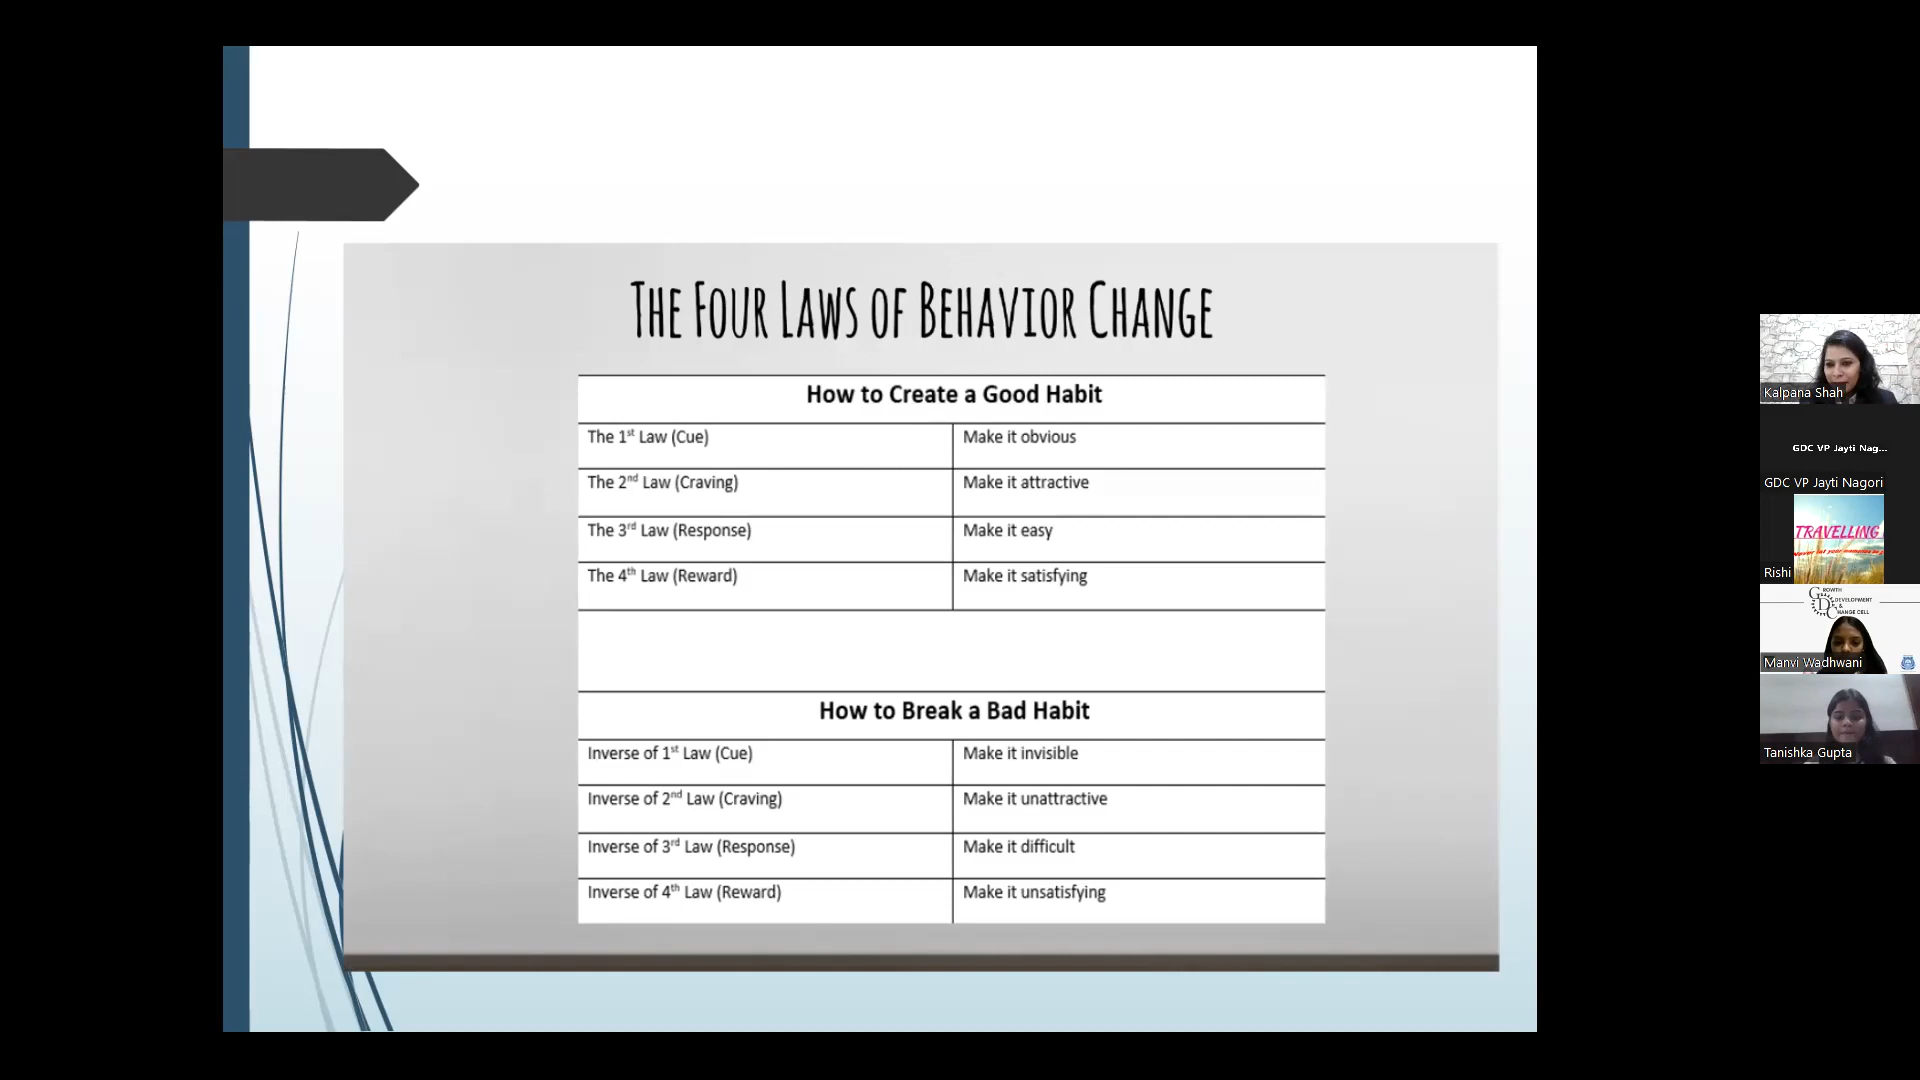 THE FOUR LAWS OF BEHAVIOR CHANGE
How to Create a Good Habit
The 1st Law (Cue) Make it obvious
The 2nd Law (Craving) Make it attractive
The 3rd Law (Response) Make it easy
The 4th Law (Reward) Make it satisfying
How to Break a Bad Habit
Inverse of 1st Law (Cue) Make it invisible
Inverse of 2nd Law (Craving) Make it unattractive
Inverse of 3rd Law (Response) Make it difficult
Inverse of 4th Law (Reward) Make it unsatisfying
Kalpana Shah
GDC VP Jayti Nag...
GDC VP Jayti Nagori
TRAVELLING
Rishi
GROWTH
DEVELOPMENT
&
CHANGE CELL
Manvi Wadhwani
Tanishka Gupta